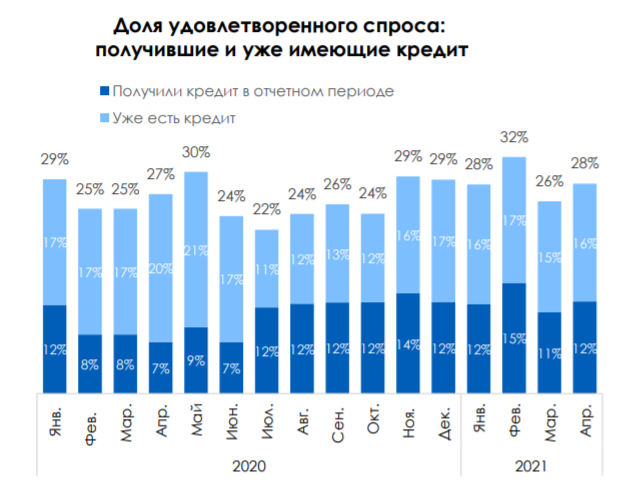 Доля удовлетворенного спроса:
получившие и уже имеющие кредит
Получили кредит в отчетном периоде
Уже есть кредит
29% 25% 25% 27% 30% 24% 22% 24% 26% 24% 29% 29% 28% 32% 26% 28%
17% 17% 17% 20% 21% 17% 11% 12% 13% 12% 16% 17% 16% 17% 15% 16%
12% 8% 8% 7% 9% 7% 12% 12% 12% 12% 14% 12% 12% 15% 11% 12%
Янв. Фев. Мар. Апр. Май Июн. Июл. Авг. Сен. Окт. Ноя. Дек. Янв. Фев. Мар. Апр.
2020 2021